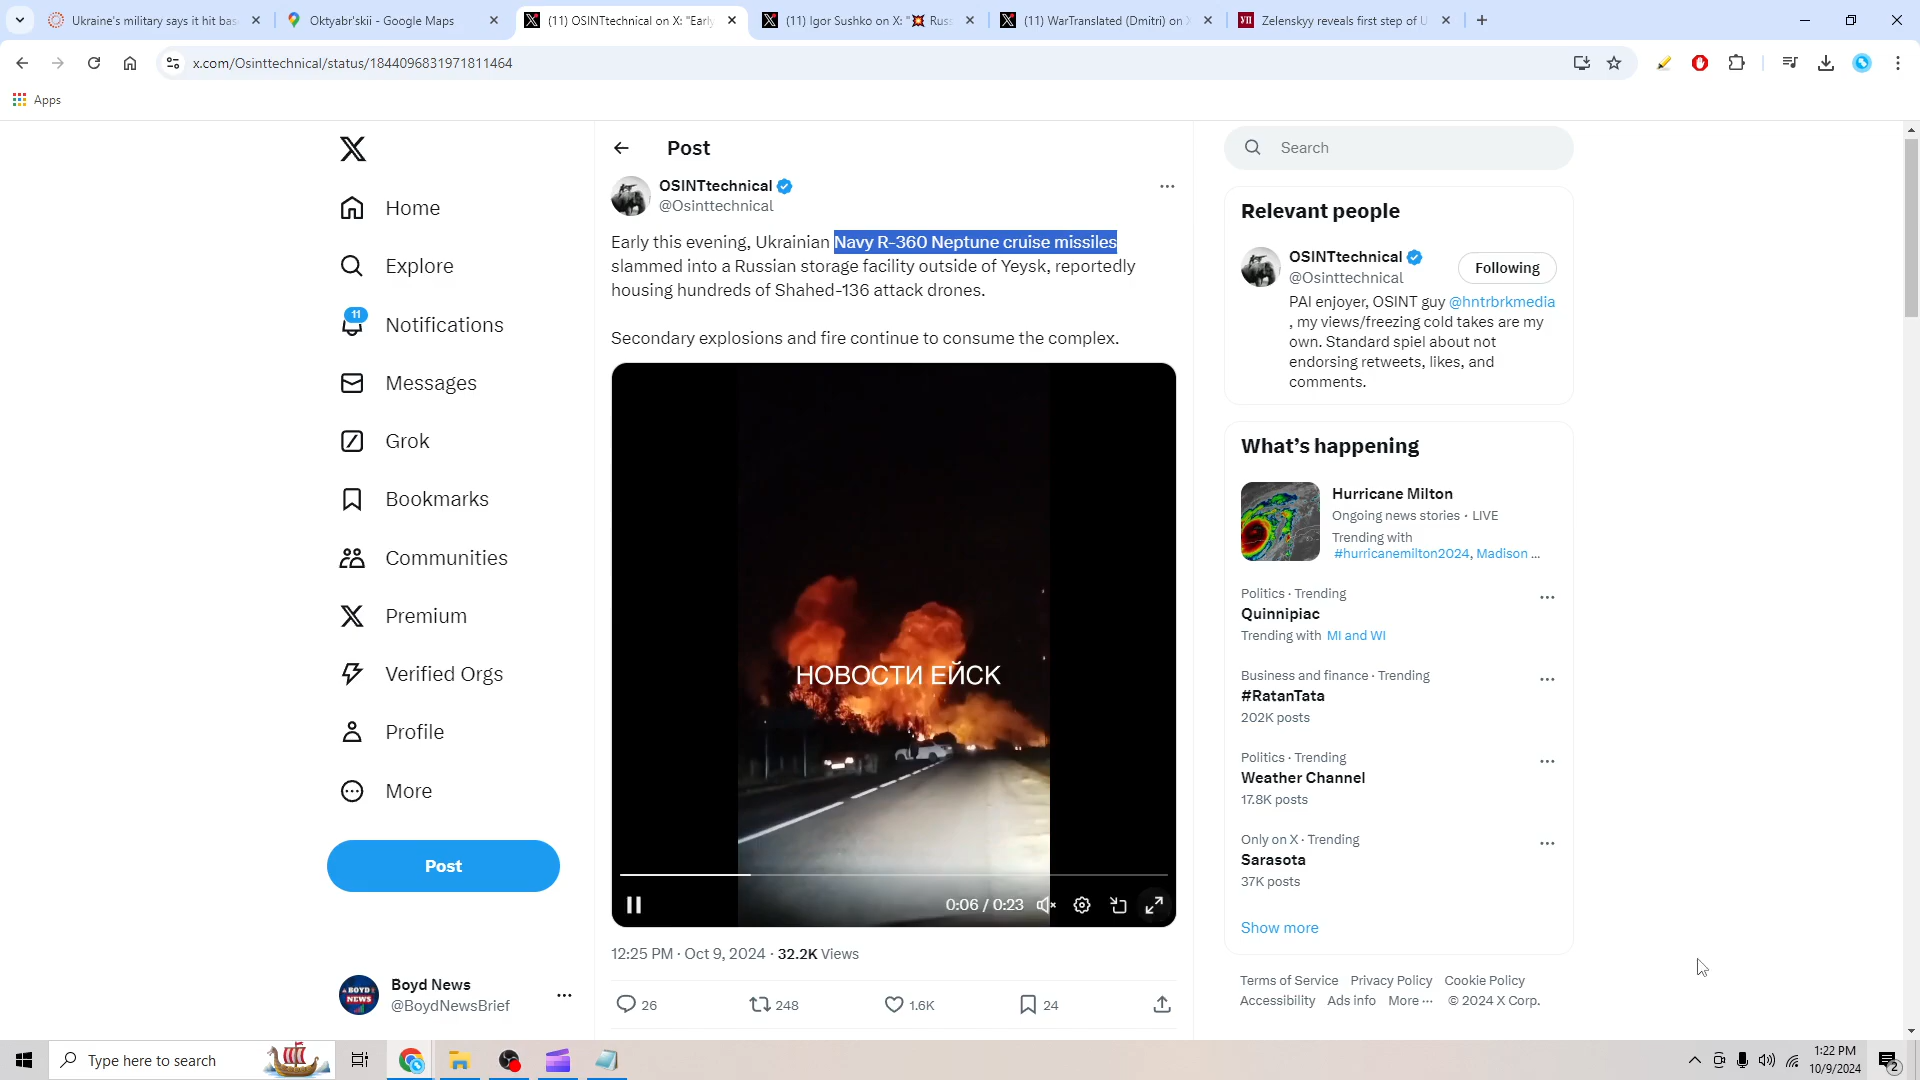 Ukraine's military says it hit bas
Oktyabr'skii - Google Maps
(11) OSINTtechnical on X: "Early
(11) Igor Sushko on X: "💥 Russ
(11) WarTranslated (Dmitri) on X
Zelenskyy reveals first step of U
x.com/Osinttechnical/status/1844096831971811464
Apps
Home
Explore
11
Notifications
Messages
Grok
Bookmarks
Communities
Premium
Verified Orgs
Profile
More
Post
BOYD
NEWS
Boyd News
@BoydNewsBrief
Post
OSINTtechnical
@Osinttechnical
Early this evening, Ukrainian Navy R-360 Neptune cruise missiles
slammed into a Russian storage facility outside of Yeysk, reportedly
housing hundreds of Shahed-136 attack drones.
Secondary explosions and fire continue to consume the complex.
НОВОСТИ ЕЙСК
0:06 / 0:23
12:25 PM · Oct 9, 2024 · 32.2K Views
26
248
1.6K
24
Search
Relevant people
OSINTtechnical
@Osinttechnical
Following
PAI enjoyer, OSINT guy @hntrbrkmedia
, my views/freezing cold takes are my
own. Standard spiel about not
endorsing retweets, likes, and
comments.
What's happening
Hurricane Milton
Ongoing news stories · LIVE
Trending with
#hurricanemilton2024, Madison ...
Politics · Trending
Quinnipiac
Trending with MI and WI
Business and finance · Trending
#RatanTata
202K posts
Politics · Trending
Weather Channel
17.8K posts
Only on X · Trending
Sarasota
37K posts
Show more
Terms of Service Privacy Policy Cookie Policy
Accessibility Ads info More ··· © 2024 X Corp.
Type here to search
1:22 PM
10/9/2024
2